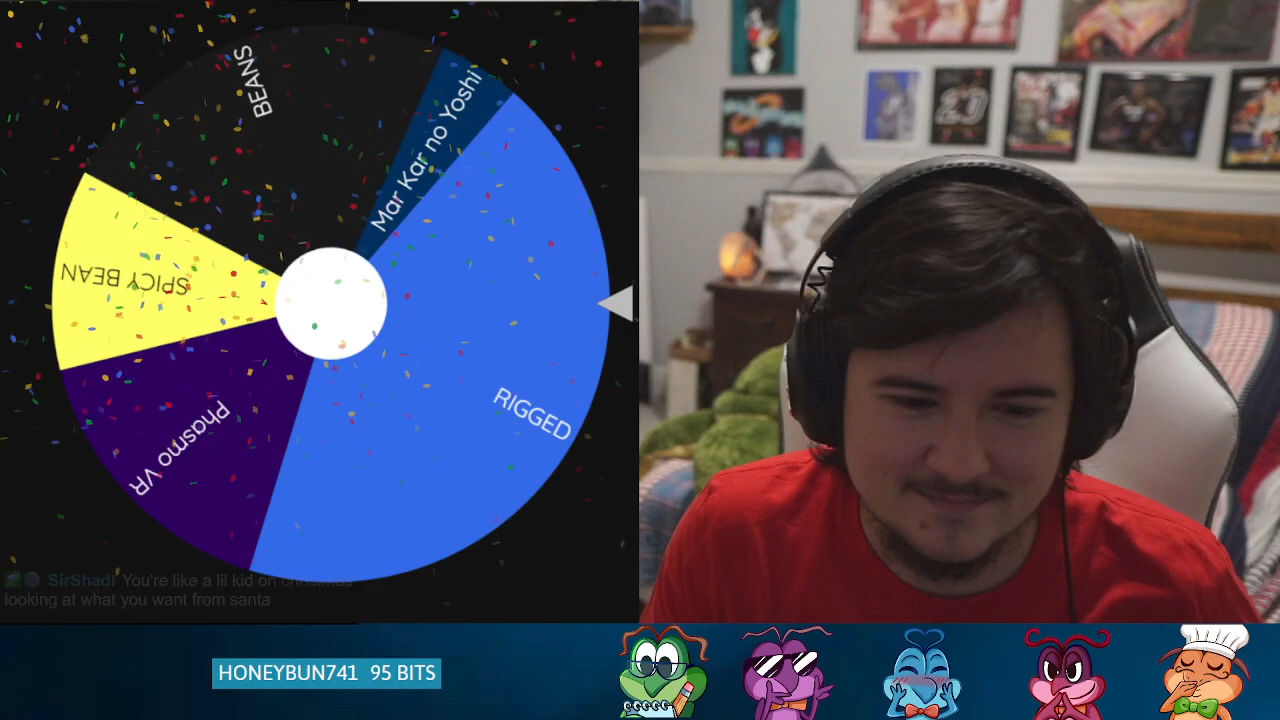 BEANS
Mar Kar no Yoshi
SPICY BEAN
RIGGED
Phasmo VR
SirShadi You're like a lil kid on christmas
looking at what you want from santa
HONEYBUN741 95 BITS